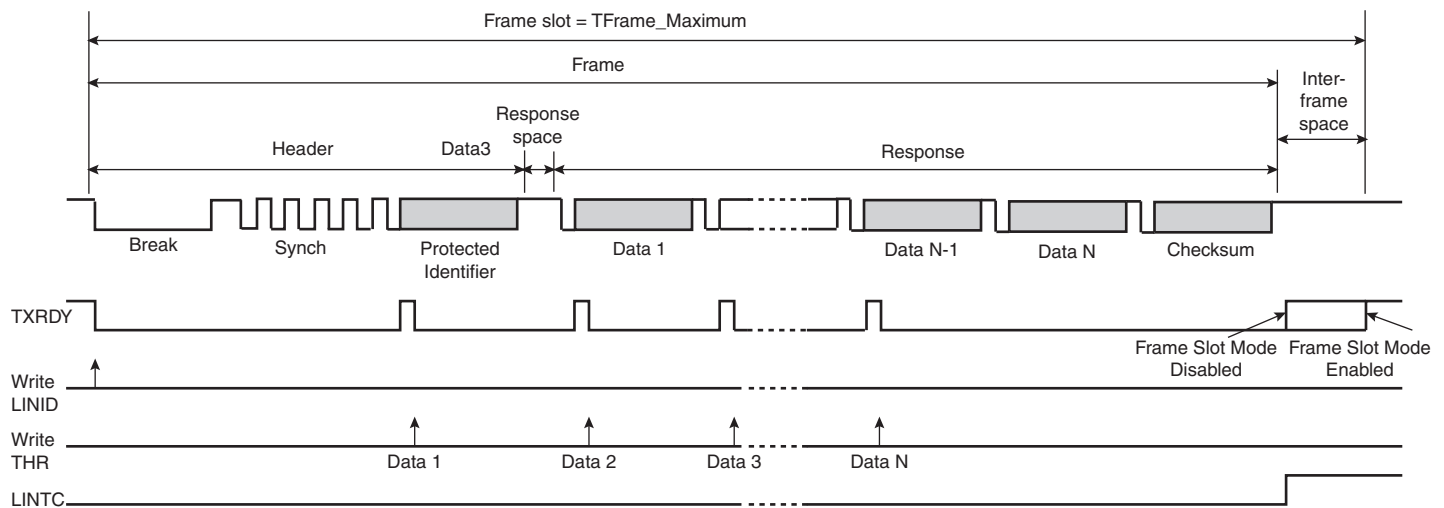 Frame slot = TFrame_Maximum
Frame
Inter-
frame
space
Response
space
Header
Data3
Response
Break
Synch
Protected
Identifier
Data 1
Data N-1
Data N
Checksum
TXRDY
Frame Slot Mode
Disabled
Frame Slot Mode
Enabled
Write
LINID
Write
THR
Data 1
Data 2
Data 3
Data N
LINTC